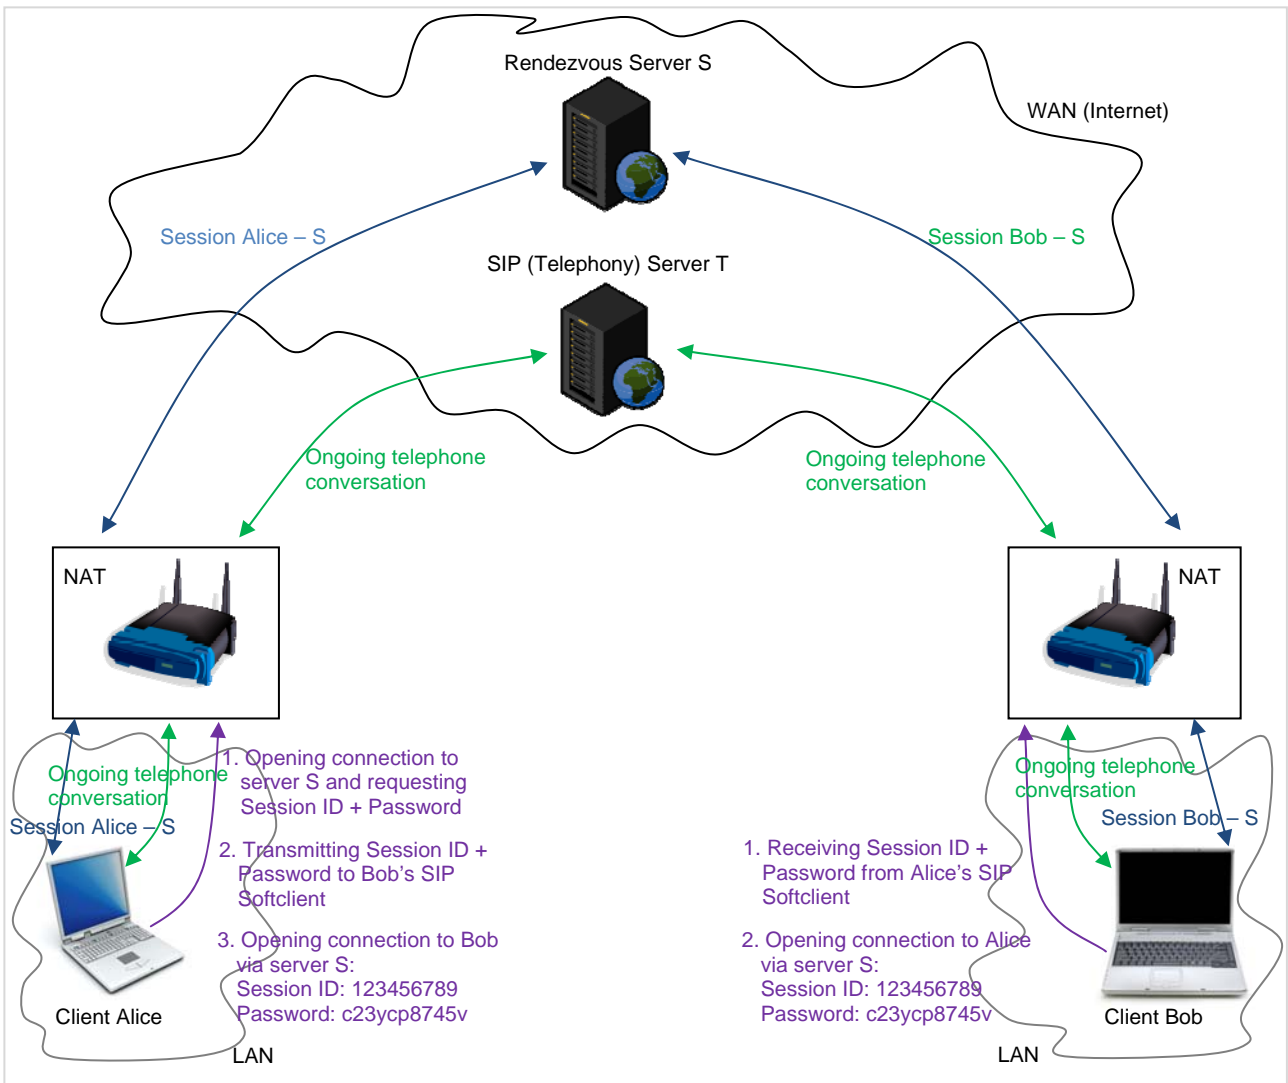 Rendezvous Server S
WAN (Internet)
Session Alice – S
Session Bob – S
SIP (Telephony) Server T
Ongoing telephone
conversation
Ongoing telephone
conversation
NAT
NAT
Ongoing telephone
conversation
Session Alice – S
1. Opening connection to
server S and requesting
Session ID + Password
2. Transmitting Session ID +
Password to Bob's SIP
Softclient
3. Opening connection to Bob
via server S:
Session ID: 123456789
Password: c23ycp8745v
Client Alice
LAN
Ongoing telephone
conversation
Session Bob – S
1. Receiving Session ID +
Password from Alice's SIP
Softclient
2. Opening connection to Alice
via server S:
Session ID: 123456789
Password: c23ycp8745v
Client Bob
LAN